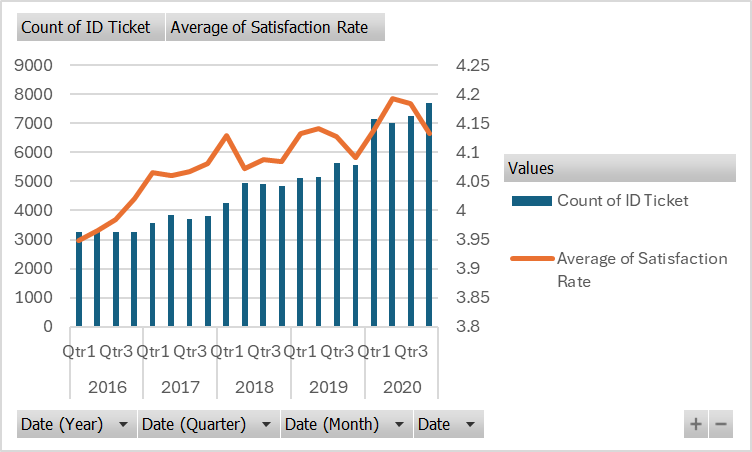 Count of ID Ticket Average of Satisfaction Rate
9000 4.25
8000 4.2
7000 4.15
6000 4.1
5000 4.05
4000 4
3000 3.95
2000 3.9
1000 3.85
0 3.8
Values
Count of ID Ticket
Average of Satisfaction
Rate
Qtr1 Qtr3 Qtr1 Qtr3 Qtr1 Qtr3 Qtr1 Qtr3 Qtr1 Qtr3
2016 2017 2018 2019 2020
Date (Year) Date (Quarter) Date (Month) Date + −